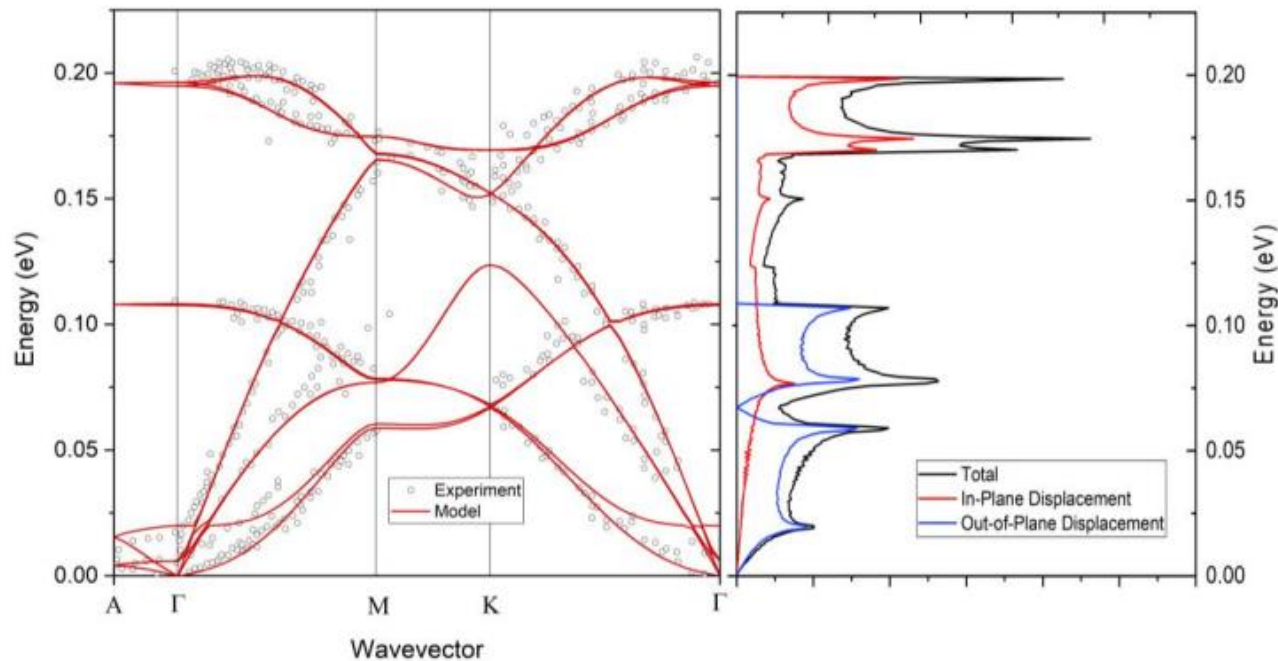 0.20
0.15
0.10
0.05
0.00
Energy (eV)
A
Γ
M
K
Γ
Wavevector
Experiment
Model
0.20
0.15
0.10
0.05
0.00
Energy (eV)
Total
In-Plane Displacement
Out-of-Plane Displacement